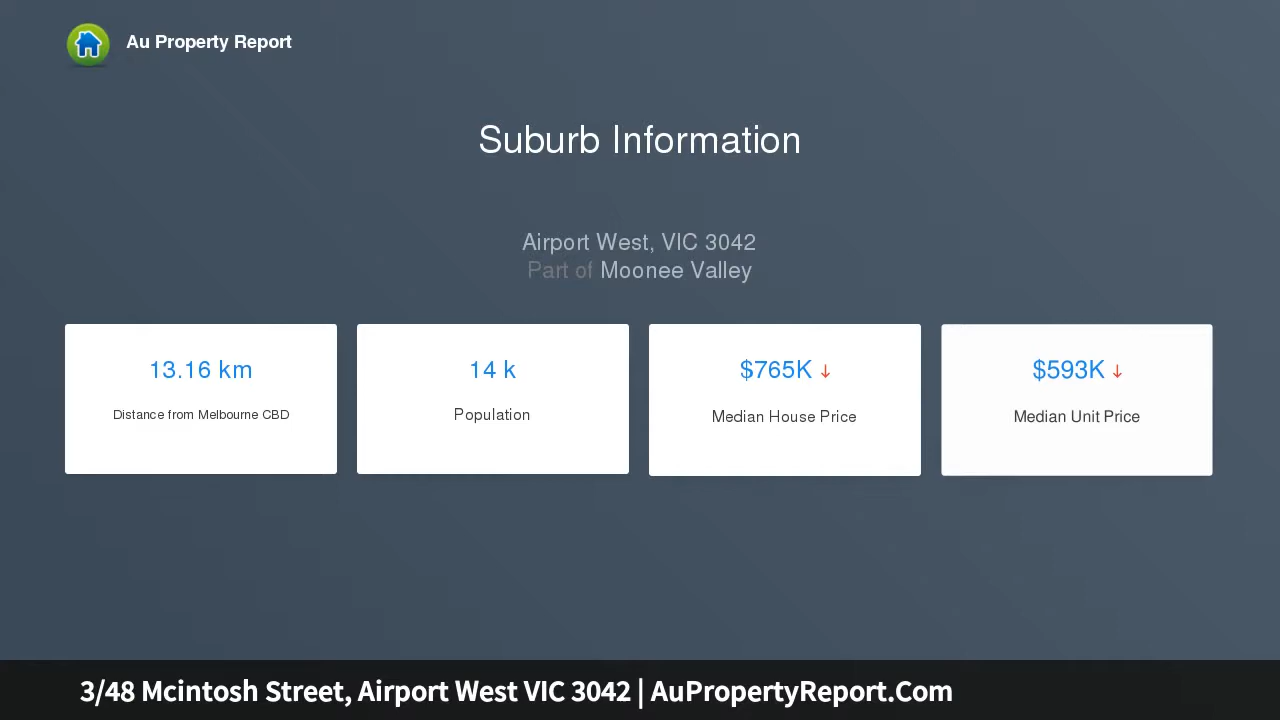 Au Property Report
Suburb Information
Airport West, VIC 3042
Part of Moonee Valley
13.16 km
Distance from Melbourne CBD
14 k
Population
$765K ↓
Median House Price
$593K ↓
Median Unit Price
3/48 Mcintosh Street, Airport West VIC 3042 | AuPropertyReport.Com